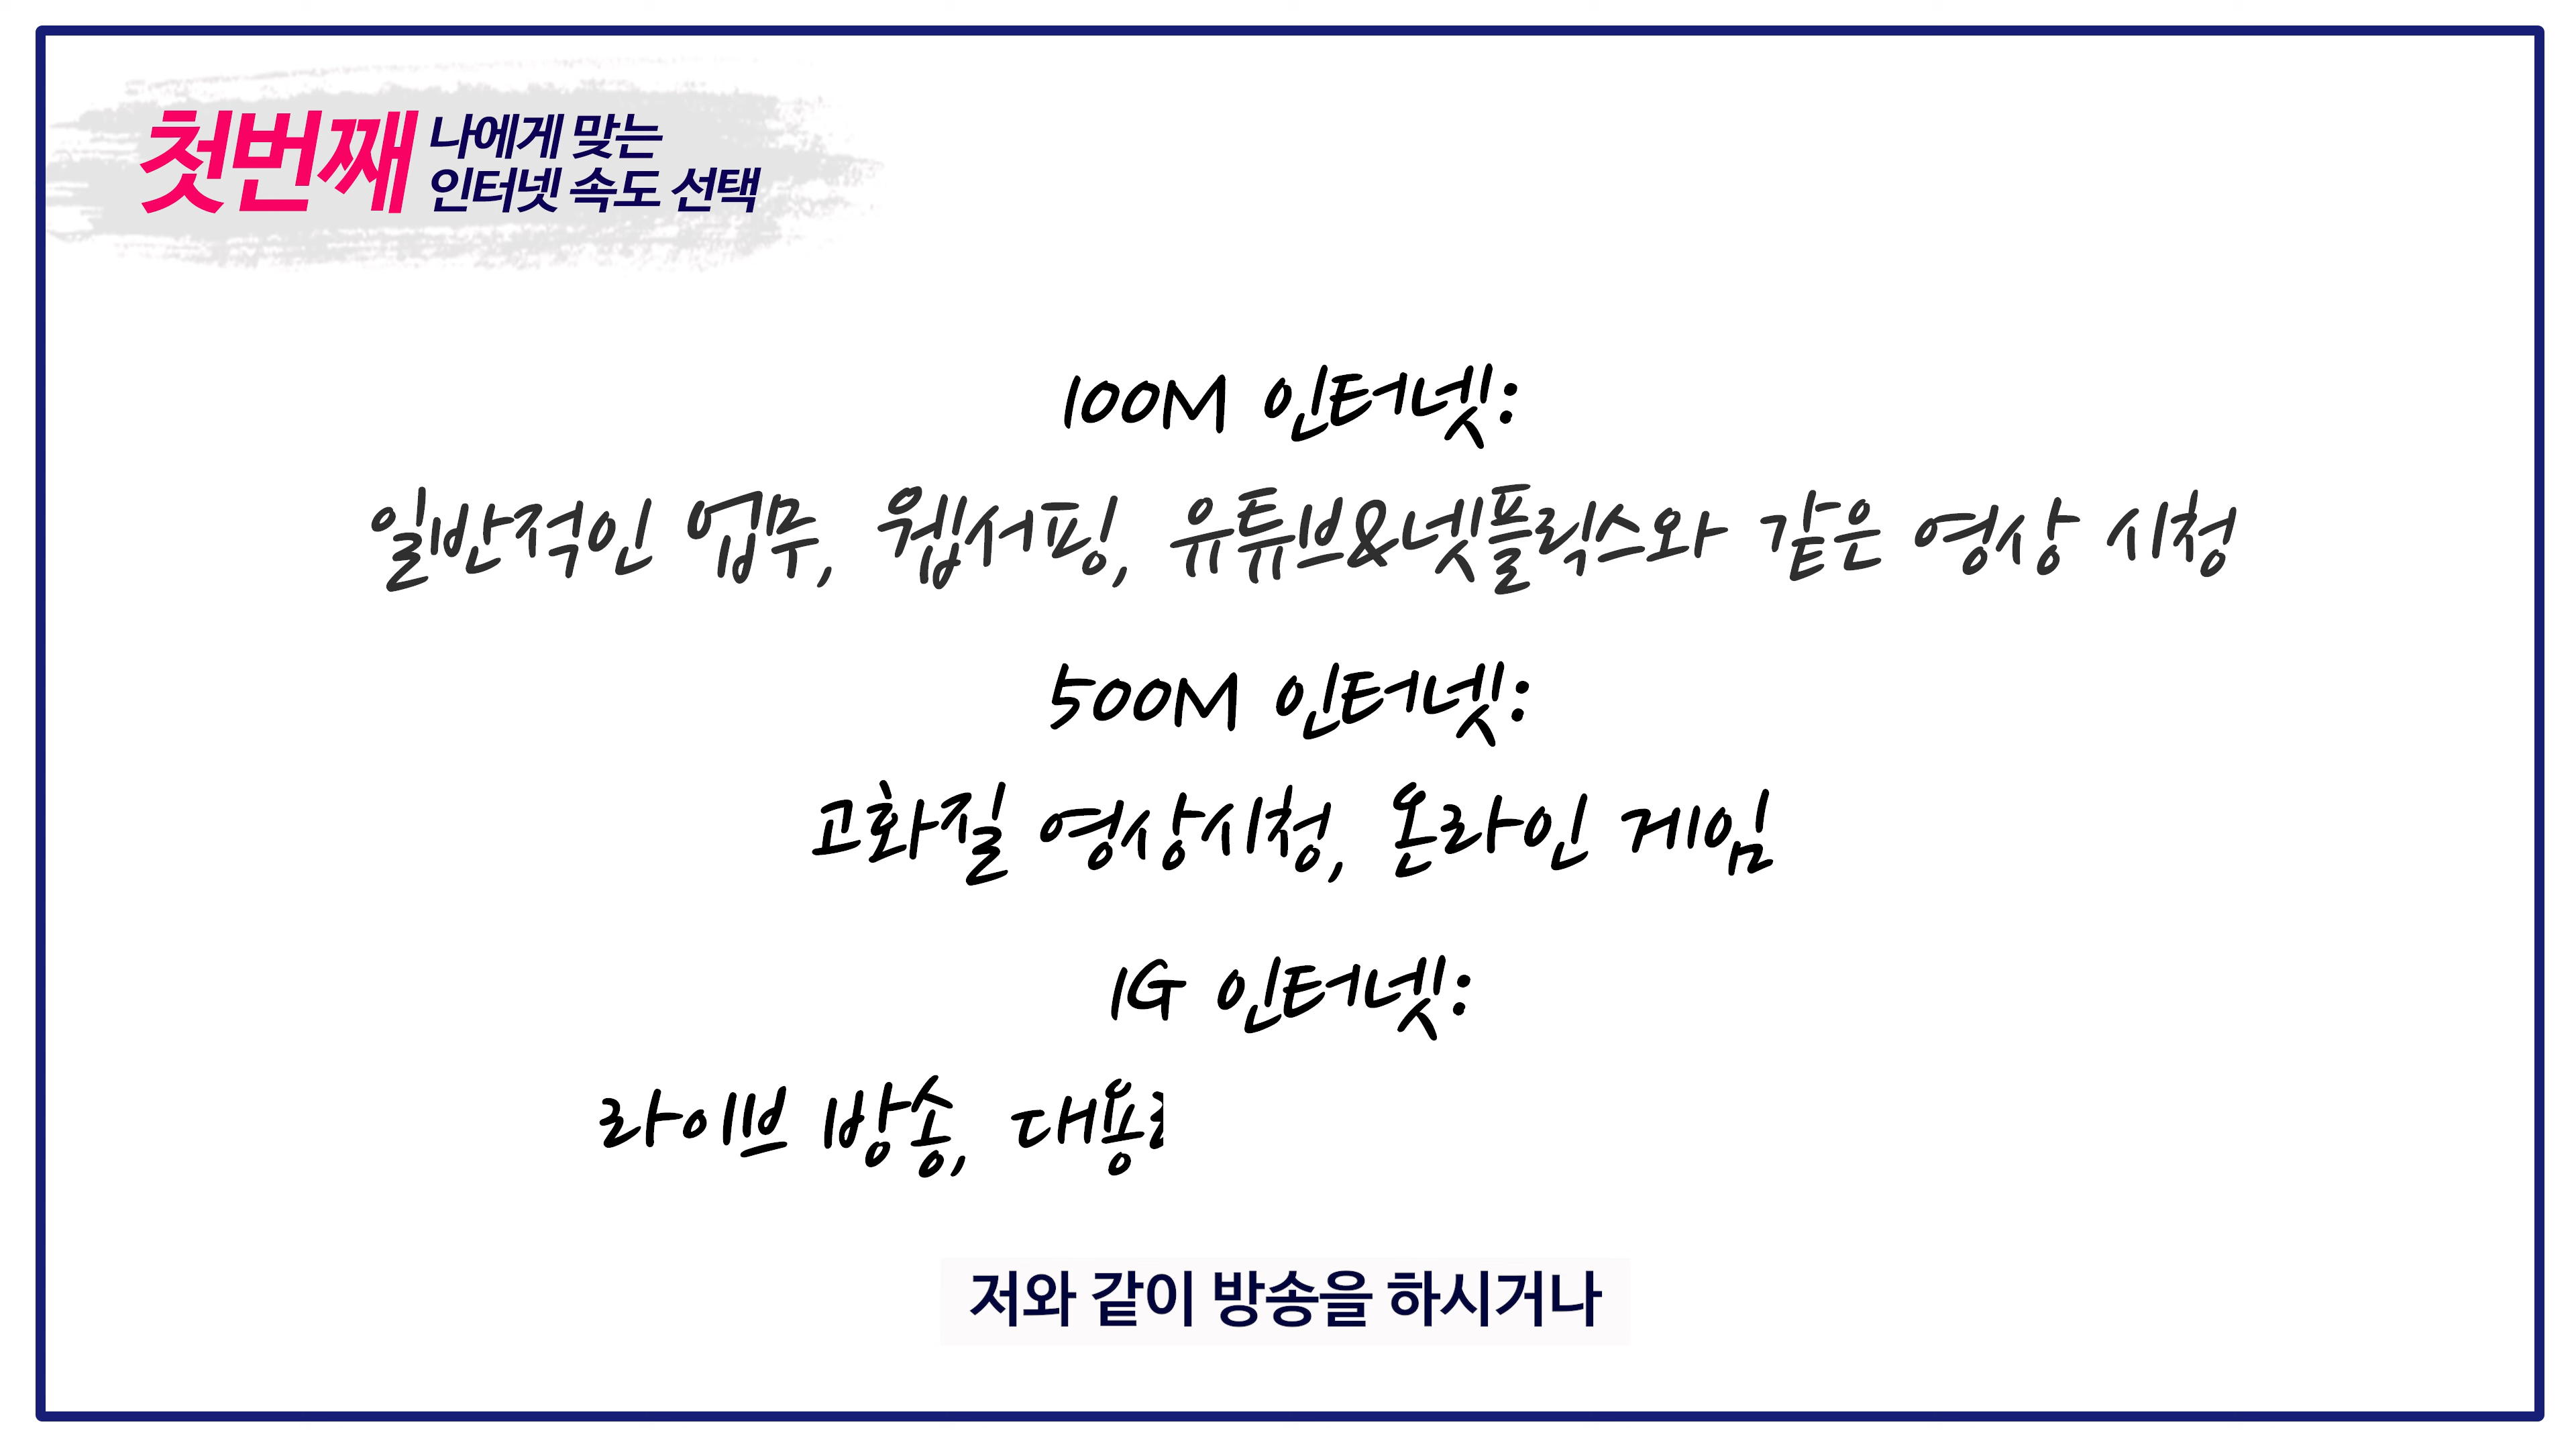 첫번째
나에게 맞는
인터넷 속도 선택
100M 인터넷:
일반적인 업무, 웹서핑, 유튜브&넷플릭스와 같은 영상 시청
500M 인터넷:
고화질 영상시청, 온라인 게임
1G 인터넷:
라이브 방송, 대용
저와 같이 방송을 하시거나